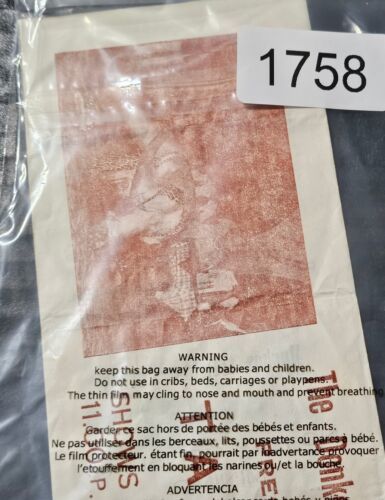 1758
WARNING
keep this bag away from babies and children.
Do not use in cribs, beds, carriages or playpens.
The thin film may cling to nose and mouth and prevent breathing
ATTENTION
Garder ce sac hors de portée des bébés et enfants.
Ne pas utiliser dans les berceaux, lits, poussettes ou parcs à bébé.
Le film protecteur. étant fin, pourrait par inadvertance provoquer
l'etouffement en bloquant les narines ou/et la bouche.
ADVERTENCIA
The
SHOWS